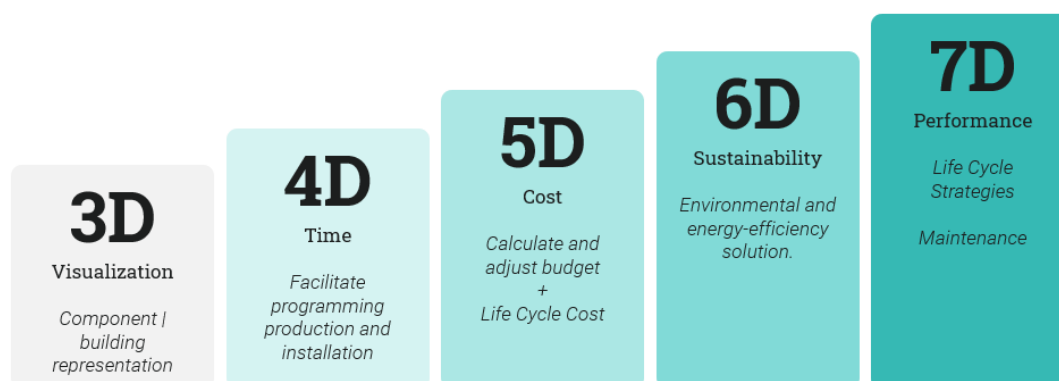 3D
Visualization
Component |
building
representation
4D
Time
Facilitate
programming
production and
installation
5D
Cost
Calculate and
adjust budget
+
Life Cycle Cost
6D
Sustainability
Environmental and
energy-efficiency
solution.
7D
Performance
Life Cycle
Strategies
Maintenance